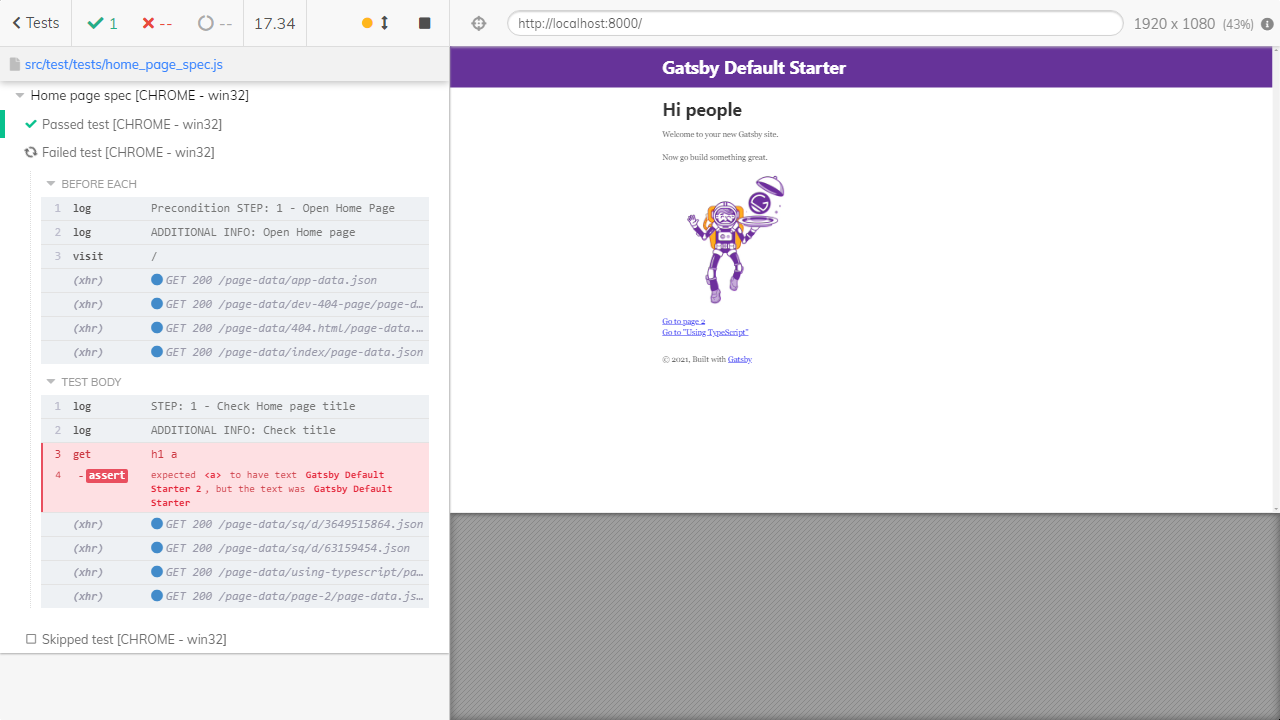 Tests
1
--
--
17.34
http://localhost:8000/
1920 x 1080 (43%)
src/test/tests/home_page_spec.js
Home page spec [CHROME - win32]
Passed test [CHROME - win32]
Failed test [CHROME - win32]
BEFORE EACH
1 log Precondition STEP: 1 - Open Home Page
2 log ADDITIONAL INFO: Open Home page
3 visit /
(xhr) GET 200 /page-data/app-data.json
(xhr) GET 200 /page-data/dev-404-page/page-d…
(xhr) GET 200 /page-data/404.html/page-data.…
(xhr) GET 200 /page-data/index/page-data.json
TEST BODY
1 log STEP: 1 - Check Home page title
2 log ADDITIONAL INFO: Check title
3 get h1 a
4 -assert expected <a> to have text Gatsby Default
Starter 2, but the text was Gatsby Default
Starter
(xhr) GET 200 /page-data/sq/d/3649515864.json
(xhr) GET 200 /page-data/sq/d/63159454.json
(xhr) GET 200 /page-data/using-typescript/pa…
(xhr) GET 200 /page-data/page-2/page-data.js…
Skipped test [CHROME - win32]
Gatsby Default Starter
Hi people
Welcome to your new Gatsby site.
Now go build something great.
Go to page 2
Go to "Using TypeScript"
© 2021, Built with Gatsby